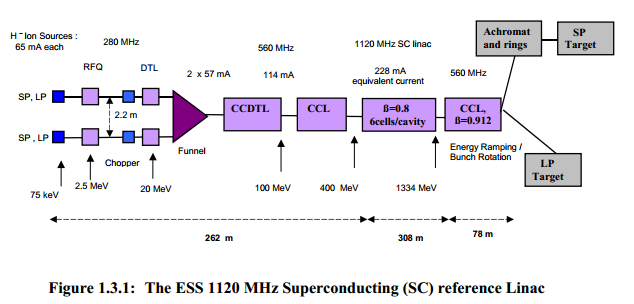 H⁻ Ion Sources :
65 mA each
280 MHz
560 MHz
1120 MHz SC linac
Achromat
and rings
SP
Target
RFQ
DTL
2 x 57 mA
114 mA
228 mA
equivalent current
560 MHz
SP, LP
2.2 m
CCDTL
CCL
ß=0.8
6cells/cavity
CCL,
ß=0.912
SP , LP
Chopper
Funnel
Energy Ramping /
Bunch Rotation
LP
Target
75 keV
2.5 MeV
20 MeV
100 MeV
400 MeV
1334 MeV
262 m
308 m
78 m
Figure 1.3.1: The ESS 1120 MHz Superconducting (SC) reference Linac